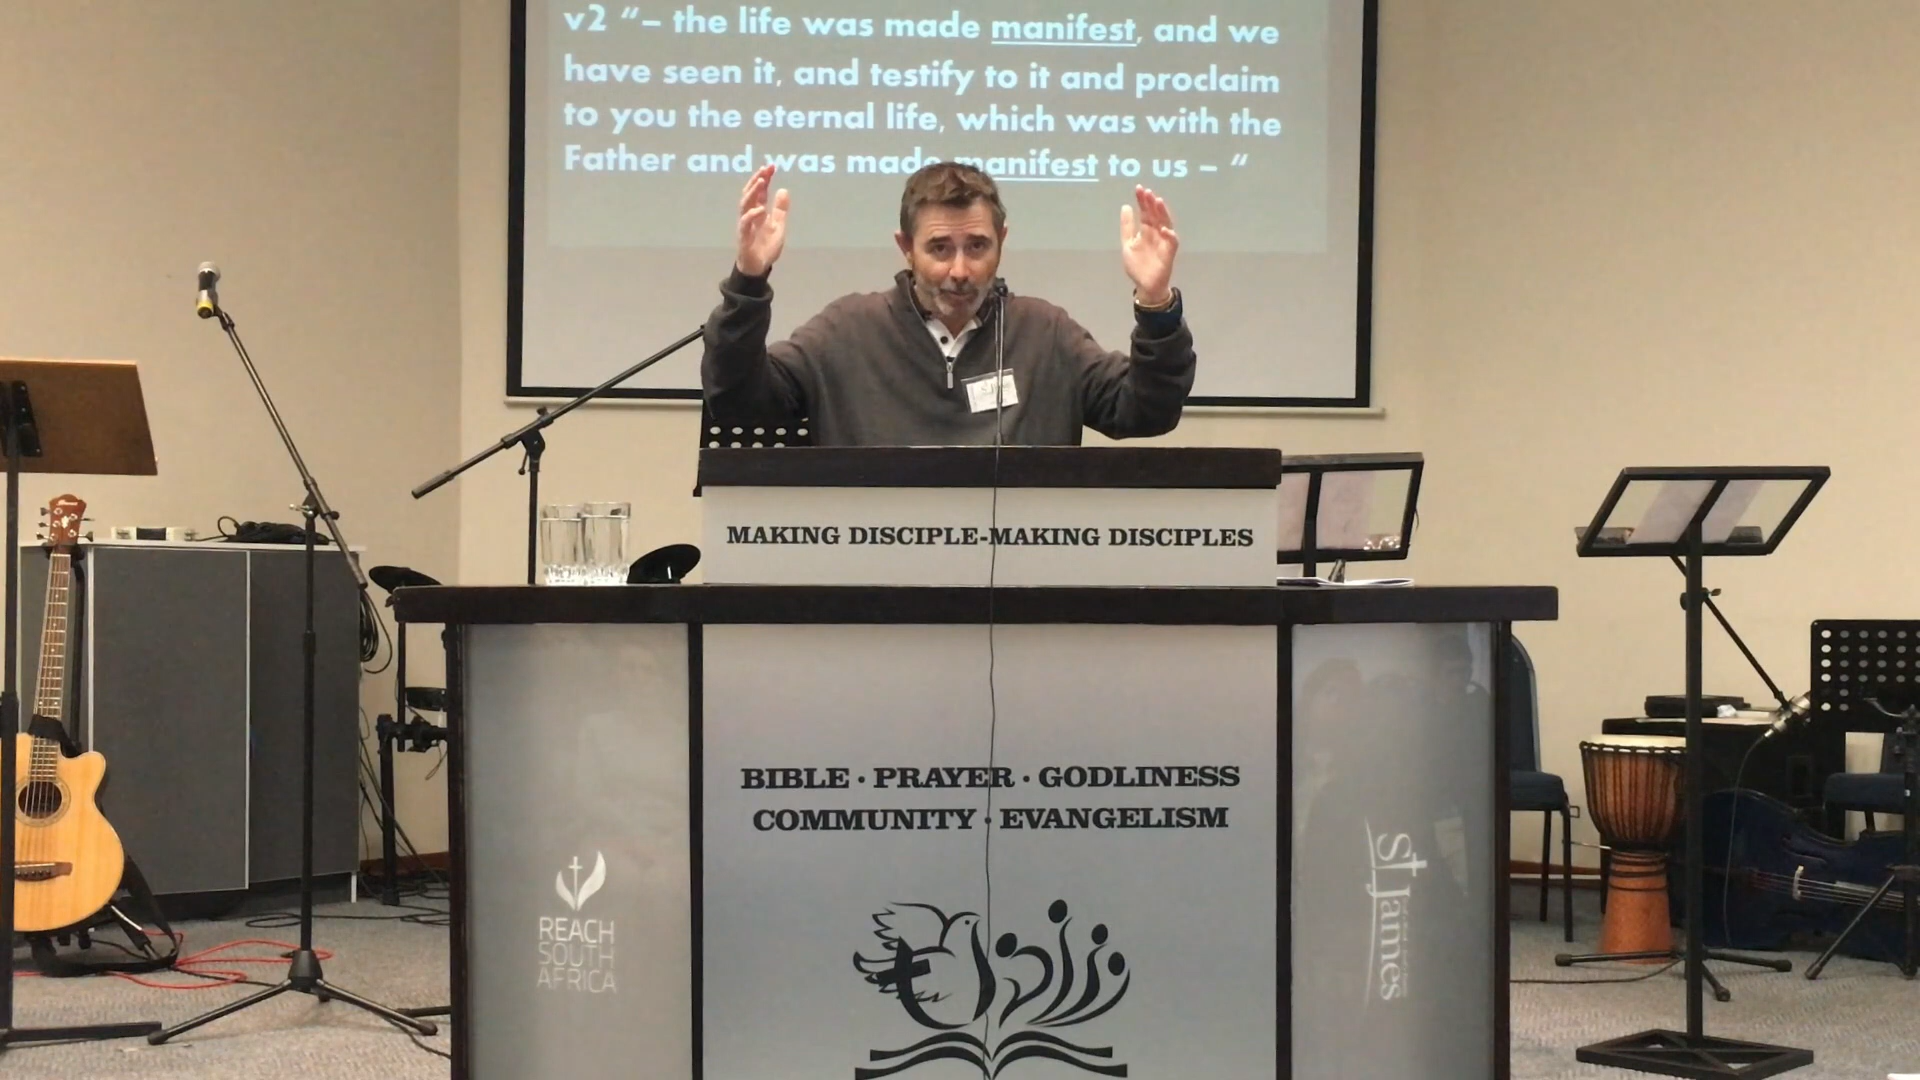 v2 “– the life was made manifest, and we
have seen it, and testify to it and proclaim
to you the eternal life, which was with the
Father and was made manifest to us – “
MAKING DISCIPLE-MAKING DISCIPLES
BIBLE · PRAYER · GODLINESS
COMMUNITY · EVANGELISM
REACH
SOUTH
AFRICA
St James